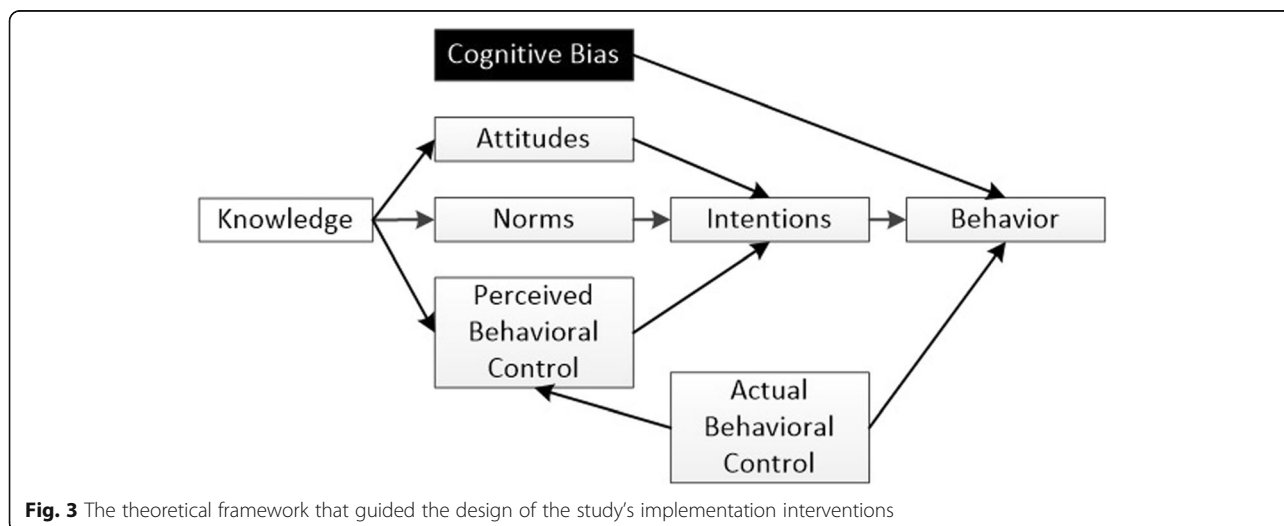 Cognitive Bias
Attitudes
Knowledge
Norms
Intentions
Behavior
Perceived
Behavioral
Control
Actual
Behavioral
Control
Fig. 3 The theoretical framework that guided the design of the study's implementation interventions